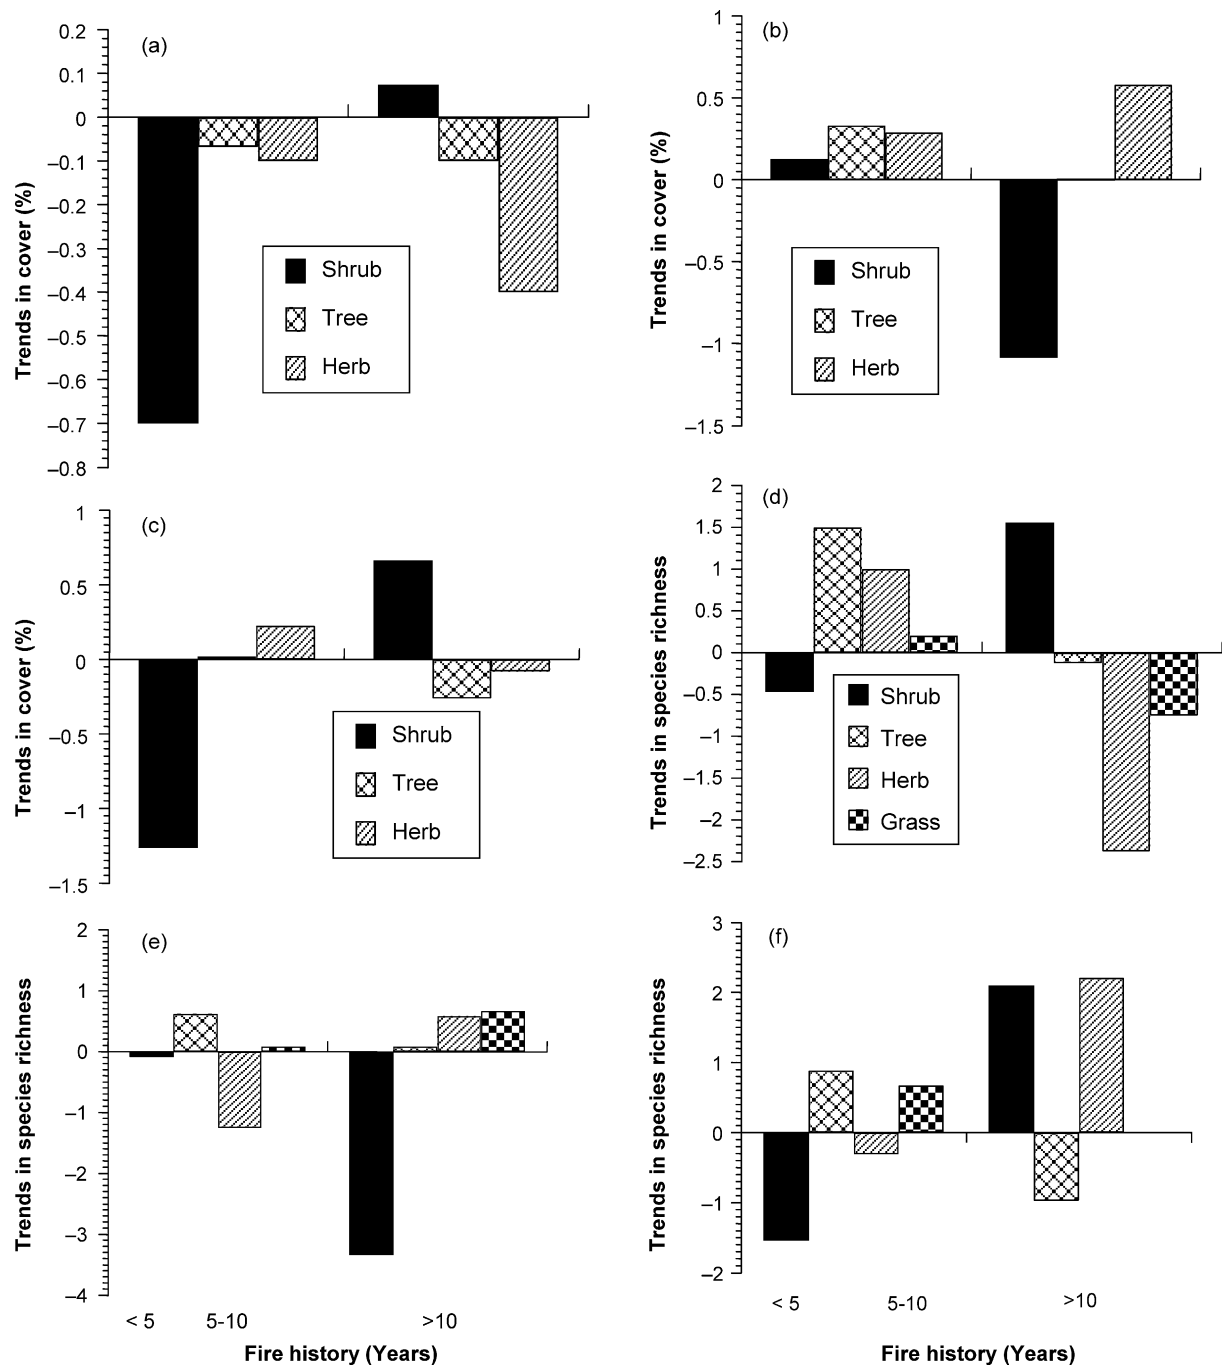 (a)
0.2
0.1
0
–0.1
–0.2
–0.3
–0.4
–0.5
–0.6
–0.7
–0.8
Trends in cover (%)
Shrub
Tree
Herb
(b)
1
0.5
0
–0.5
–1
–1.5
Trends in cover (%)
Shrub
Tree
Herb
(c)
1
0.5
0
–0.5
–1
–1.5
Trends in cover (%)
Shrub
Tree
Herb
(d)
2
1.5
1
0.5
0
–0.5
–1
–1.5
–2
–2.5
Trends in species richness
Shrub
Tree
Herb
Grass
(e)
2
1
0
–1
–2
–3
–4
Trends in species richness
< 5 5-10 >10
Fire history (Years)
(f)
3
2
1
0
–1
–2
Trends in species richness
< 5 5-10 >10
Fire history (Years)